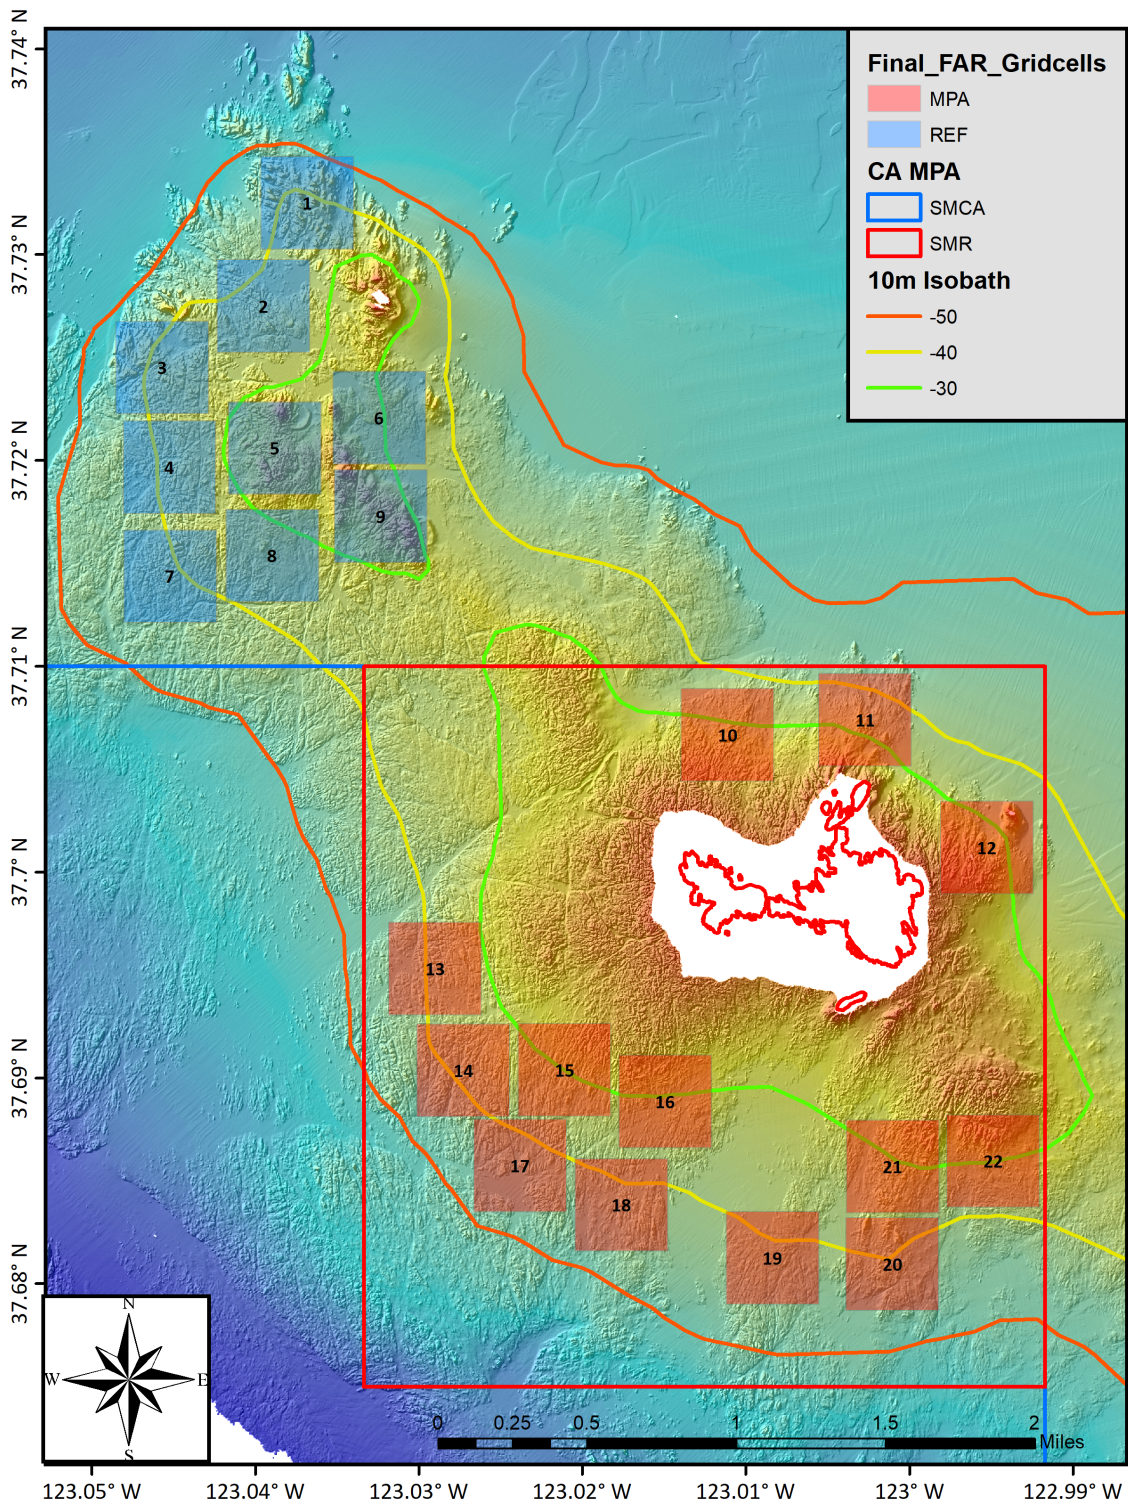 Final_FAR_Gridcells
MPA
REF
CA MPA
SMCA
SMR
10m Isobath
-50
-40
-30
37.74° N
37.73° N
37.72° N
37.71° N
37.7° N
37.69° N
37.68° N
1
2
3
4
5
6
7
8
9
10
11
12
13
14
15
16
17
18
19
20
21
22
N
W E
S
0 0.25 0.5 1 1.5 2
Miles
123.05° W 123.04° W 123.03° W 123.02° W 123.01° W 123° W 122.99° W